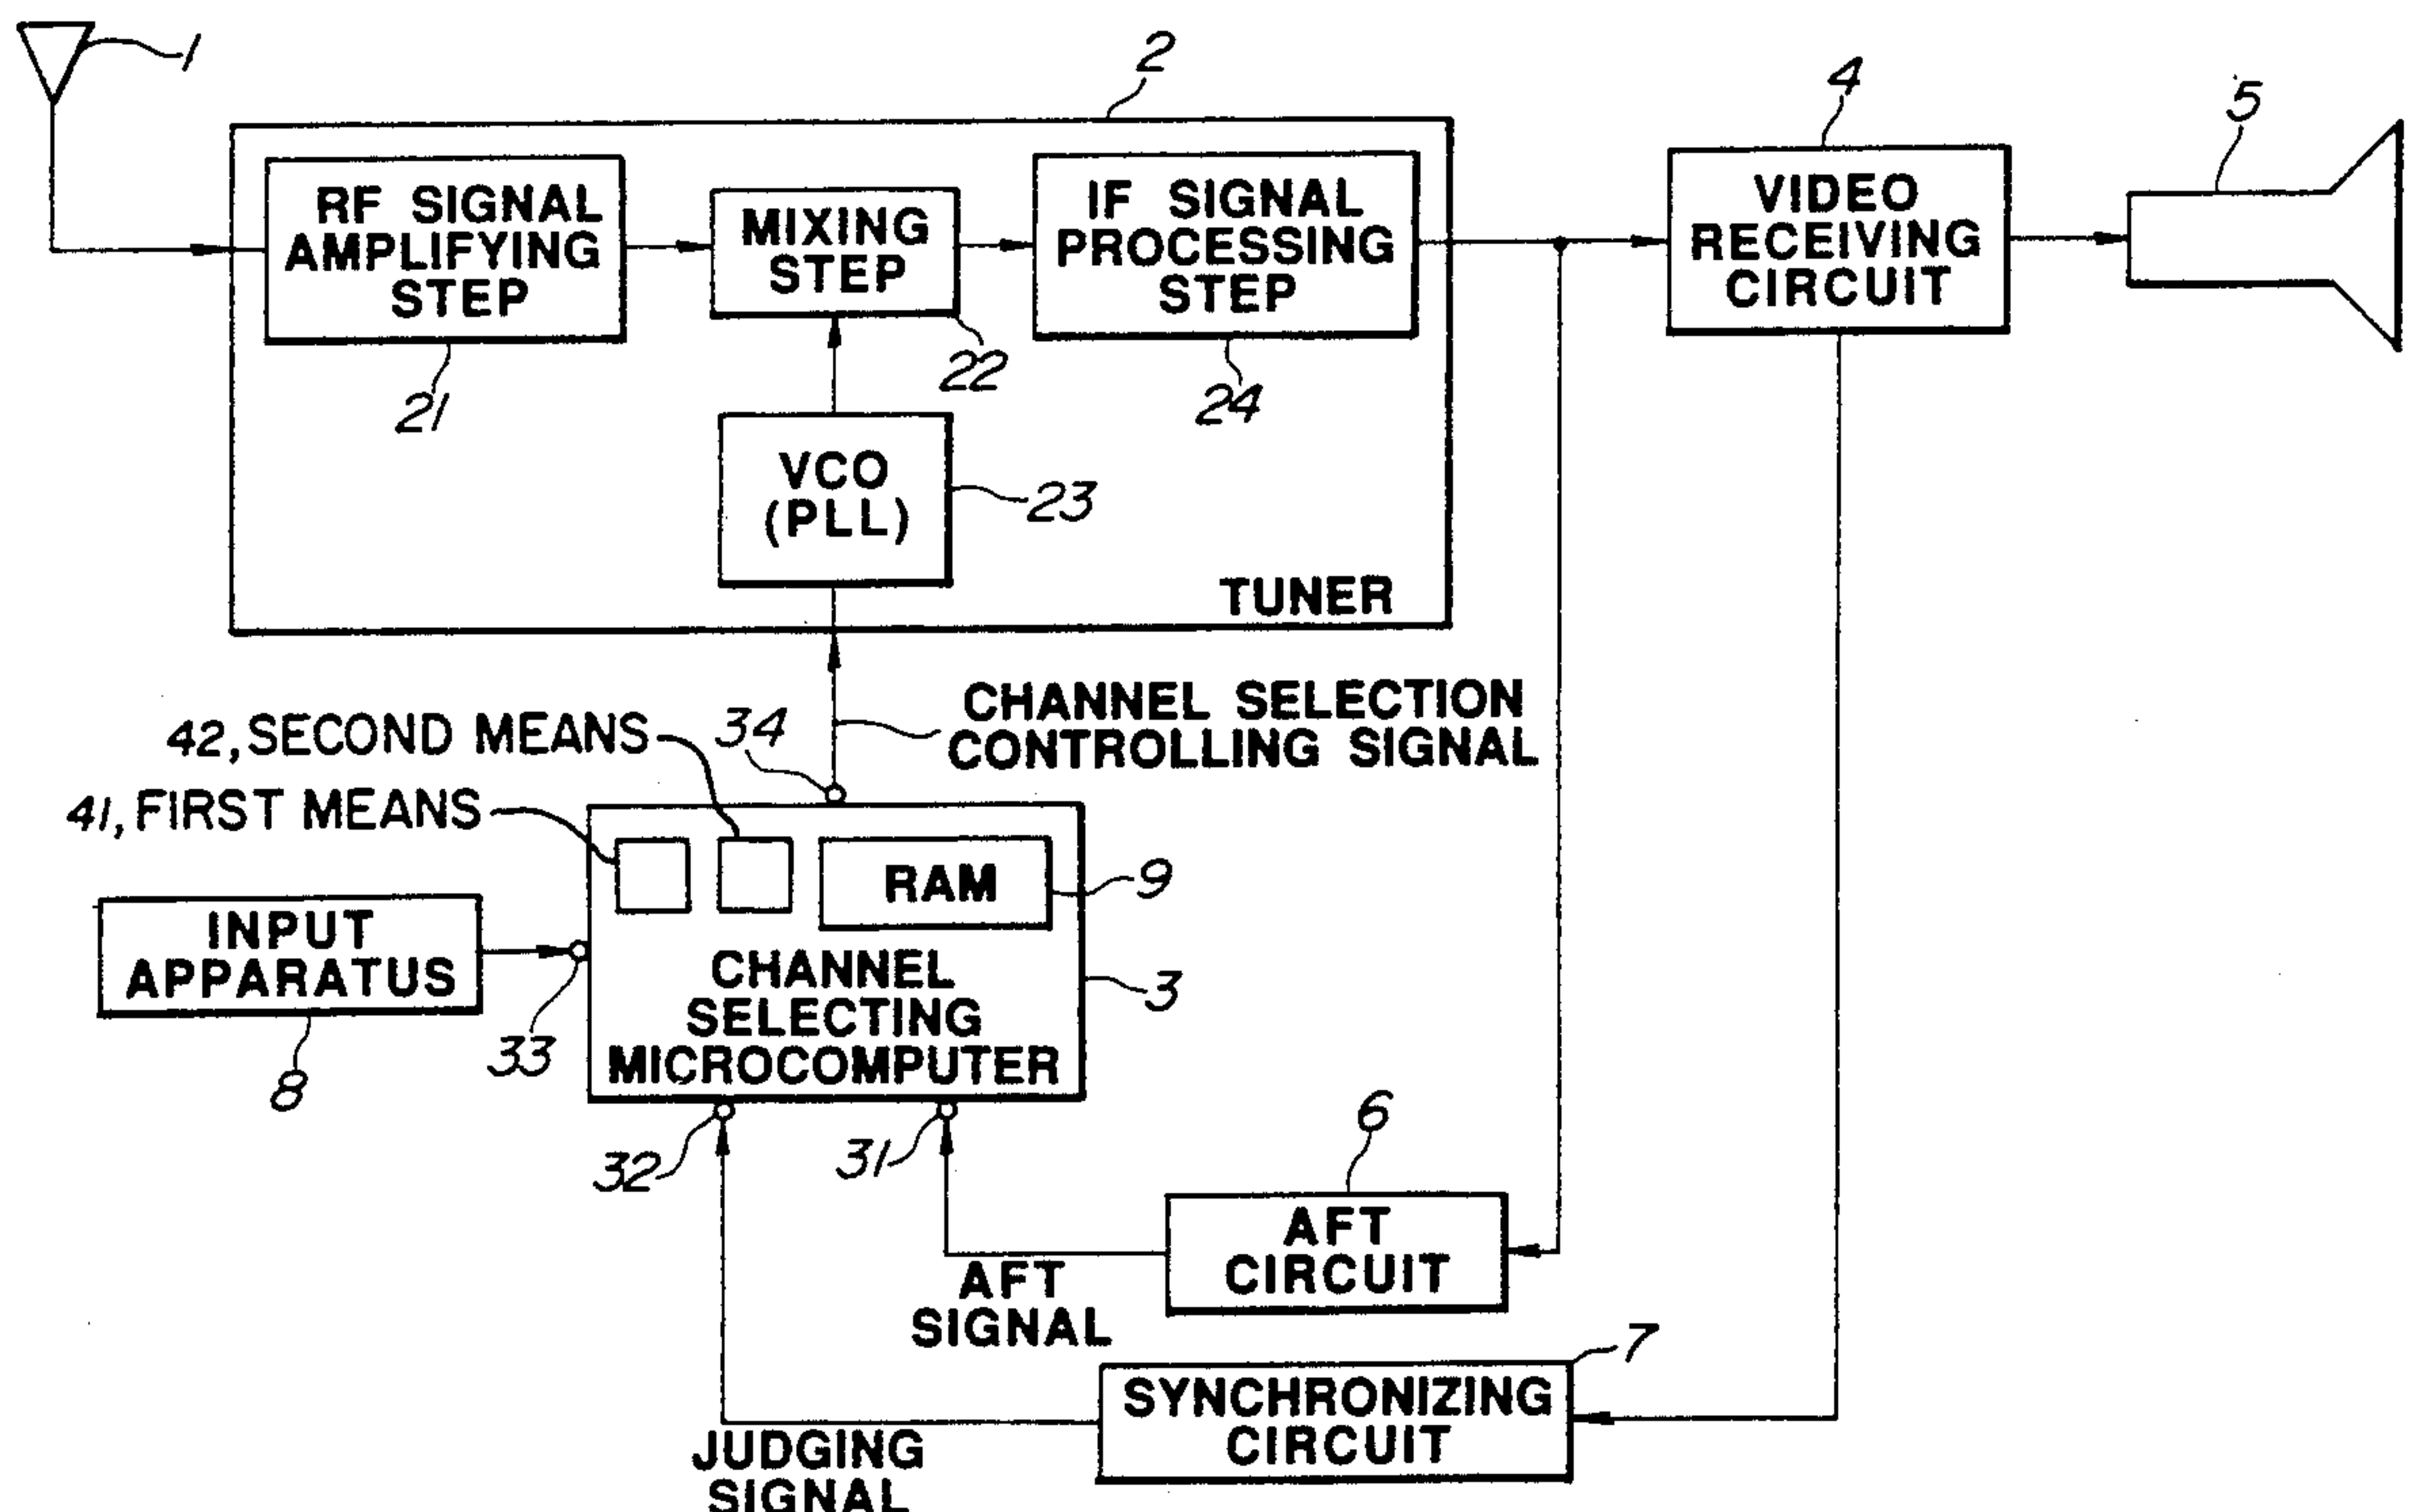 1
2
4
5
RF SIGNAL
AMPLIFYING
STEP
MIXING
STEP
IF SIGNAL
PROCESSING
STEP
VIDEO
RECEIVING
CIRCUIT
21
22
24
VCO
(PLL)
23
TUNER
CHANNEL SELECTION
CONTROLLING SIGNAL
42, SECOND MEANS
34
41, FIRST MEANS
RAM
9
INPUT
APPARATUS
CHANNEL
SELECTING
MICROCOMPUTER
3
33
8
32
31
6
AFT
CIRCUIT
AFT
SIGNAL
7
SYNCHRONIZING
CIRCUIT
JUDGING
SIGNAL